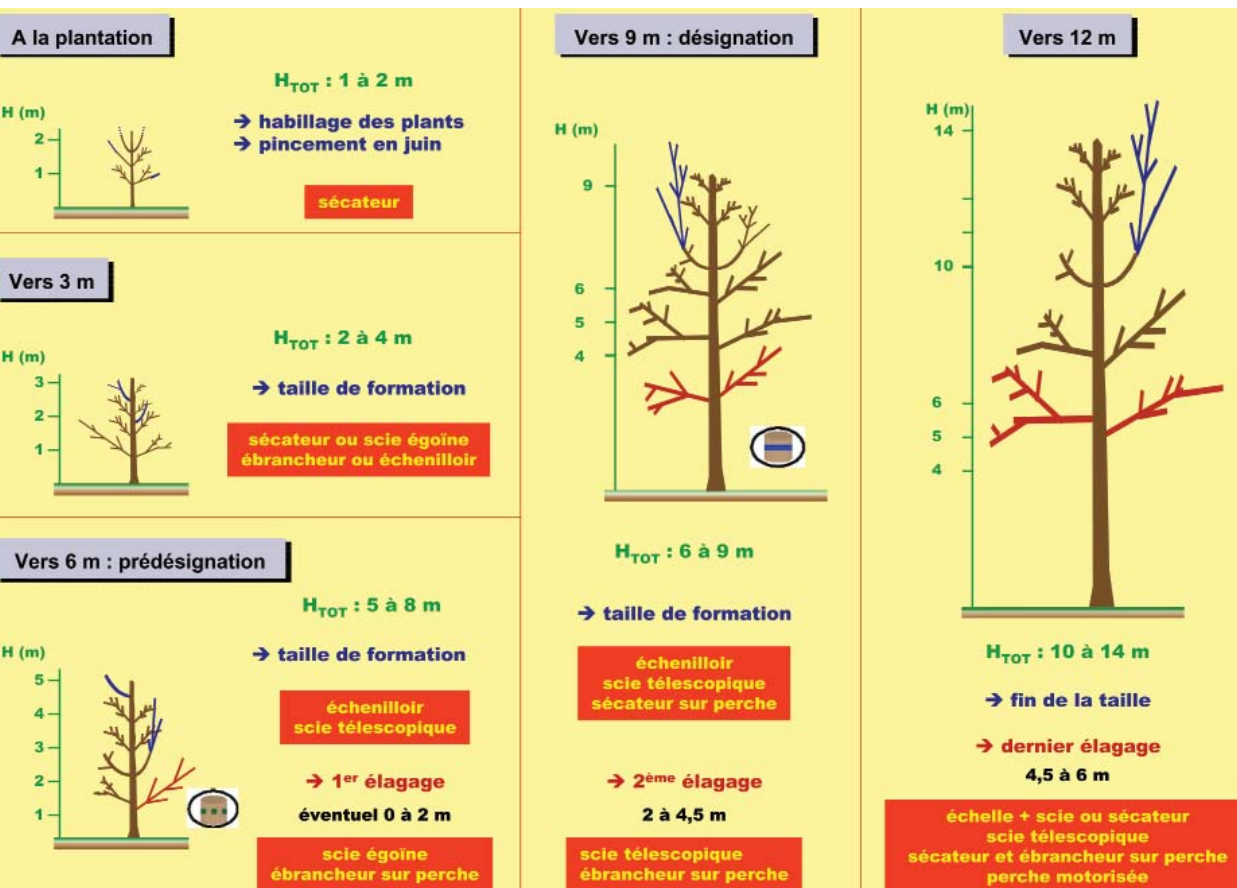 A la plantation
HTOT : 1 à 2 m
H (m)
2
1
➔ habillage des plants
➔ pincement en juin
sécateur
Vers 3 m
HTOT : 2 à 4 m
H (m)
3
2
1
➔ taille de formation
sécateur ou scie égoïne
ébrancheur ou échenilloir
Vers 6 m : prédésignation
HTOT : 5 à 8 m
H (m)
5
4
3
2
1
➔ taille de formation
échenilloir
scie télescopique
➔ 1er élagage
éventuel 0 à 2 m
scie égoïne
ébrancheur sur perche
Vers 9 m : désignation
H (m)
9
6
5
4
HTOT : 6 à 9 m
➔ taille de formation
échenilloir
scie télescopique
sécateur sur perche
➔ 2ème élagage
2 à 4,5 m
scie télescopique
ébrancheur sur perche
Vers 12 m
H (m)
14
10
6
5
4
HTOT : 10 à 14 m
➔ fin de la taille
➔ dernier élagage
4,5 à 6 m
échelle + scie ou sécateur
scie télescopique
sécateur et ébrancheur sur perche
perche motorisée